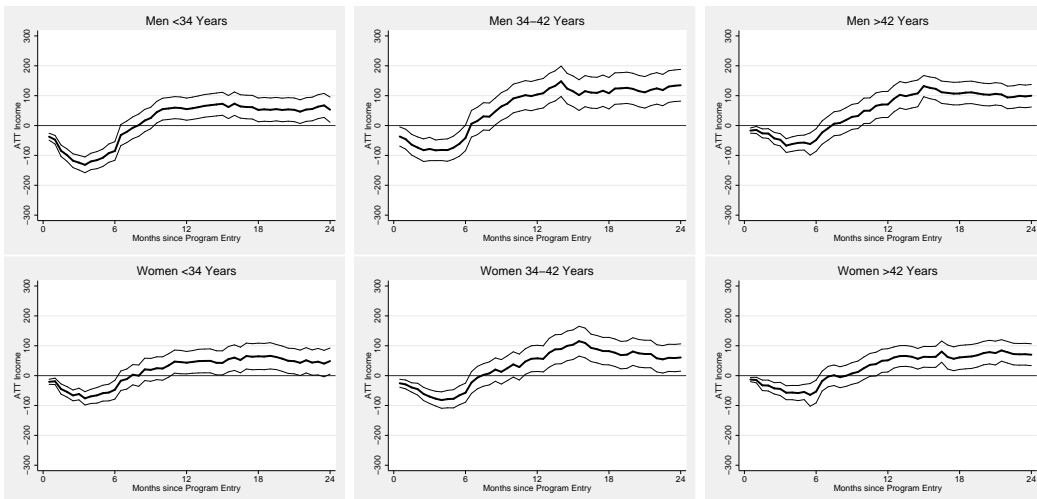 Men <34 Years
ATT Income
300
200
100
0
−100
−200
−300
0 6 12 18 24
Months since Program Entry
Men 34−42 Years
ATT Income
300
200
100
0
−100
−200
−300
0 6 12 18 24
Months since Program Entry
Men >42 Years
ATT Income
300
200
100
0
−100
−200
−300
0 6 12 18 24
Months since Program Entry
Women <34 Years
ATT Income
300
200
100
0
−100
−200
−300
0 6 12 18 24
Months since Program Entry
Women 34−42 Years
ATT Income
300
200
100
0
−100
−200
−300
0 6 12 18 24
Months since Program Entry
Women >42 Years
ATT Income
300
200
100
0
−100
−200
−300
0 6 12 18 24
Months since Program Entry